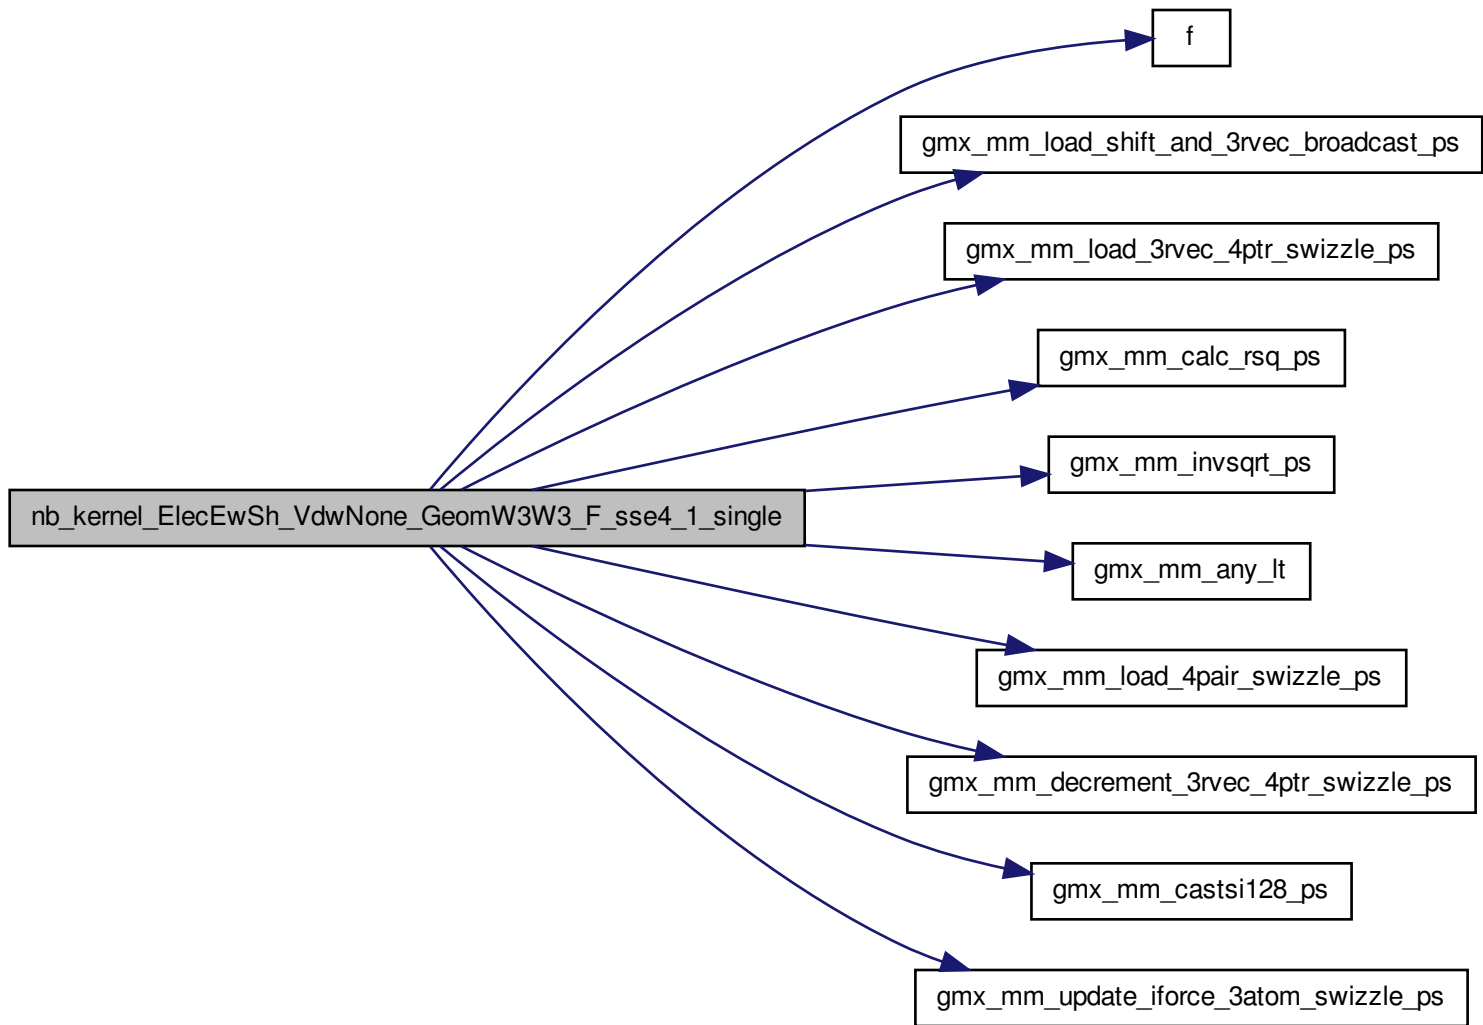 f
gmx_mm_load_shift_and_3rvec_broadcast_ps
gmx_mm_load_3rvec_4ptr_swizzle_ps
gmx_mm_calc_rsq_ps
gmx_mm_invsqrt_ps
nb_kernel_ElecEwSh_VdwNone_GeomW3W3_F_sse4_1_single
gmx_mm_any_lt
gmx_mm_load_4pair_swizzle_ps
gmx_mm_decrement_3rvec_4ptr_swizzle_ps
gmx_mm_castsi128_ps
gmx_mm_update_iforce_3atom_swizzle_ps